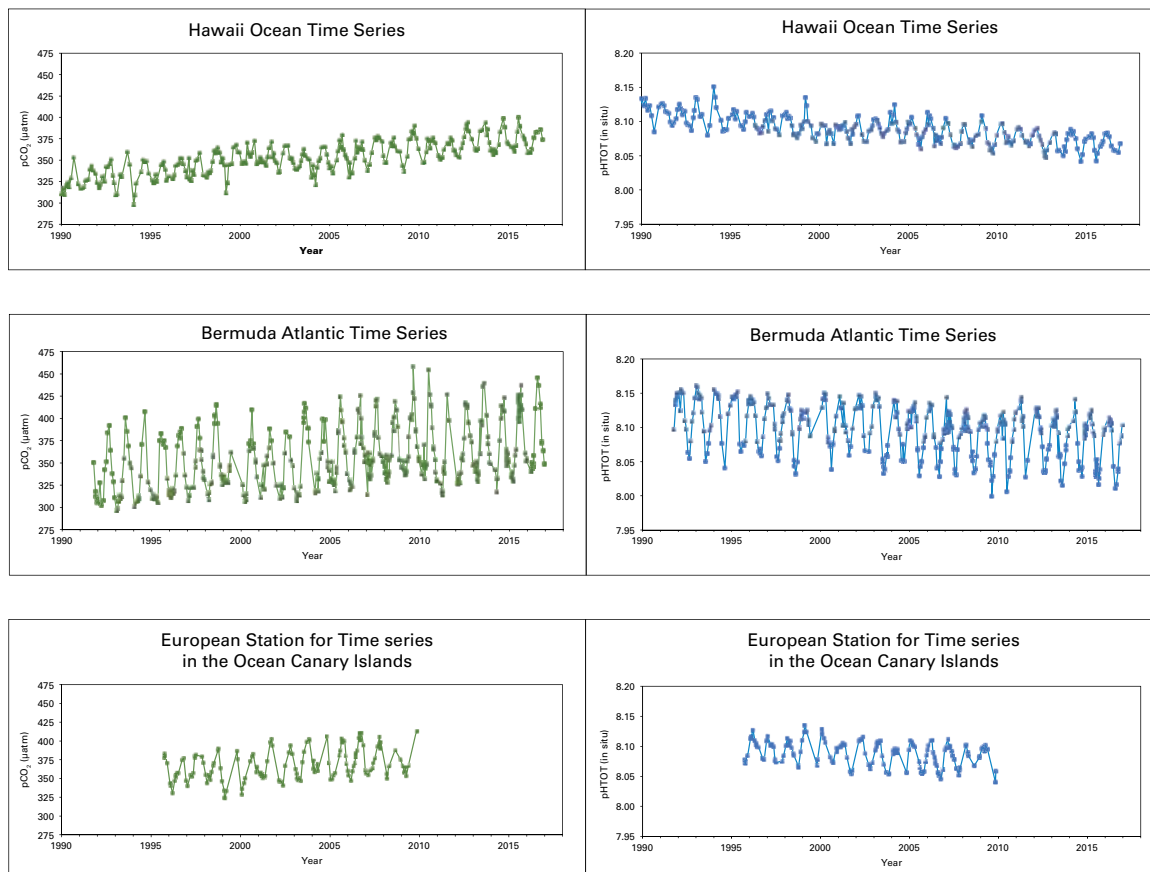 Hawaii Ocean Time Series
475
450
425
400
375
350
325
300
275
pCO₂ (µatm)
1990 1995 2000 2005 2010 2015
Year
Hawaii Ocean Time Series
8.20
8.15
8.10
8.05
8.00
7.95
pHTOT (in situ)
1990 1995 2000 2005 2010 2015
Year
Bermuda Atlantic Time Series
475
450
425
400
375
350
325
300
275
pCO₂ (µatm)
1990 1995 2000 2005 2010 2015
Year
Bermuda Atlantic Time Series
8.20
8.15
8.10
8.05
8.00
7.95
pHTOT (in situ)
1990 1995 2000 2005 2010 2015
Year
European Station for Time series
in the Ocean Canary Islands
475
450
425
400
375
350
325
300
275
pCO₂ (µatm)
1990 1995 2000 2005 2010 2015
Year
European Station for Time series
in the Ocean Canary Islands
8.20
8.15
8.10
8.05
8.00
7.95
pHTOT (in situ)
1990 1995 2000 2005 2010 2015
Year